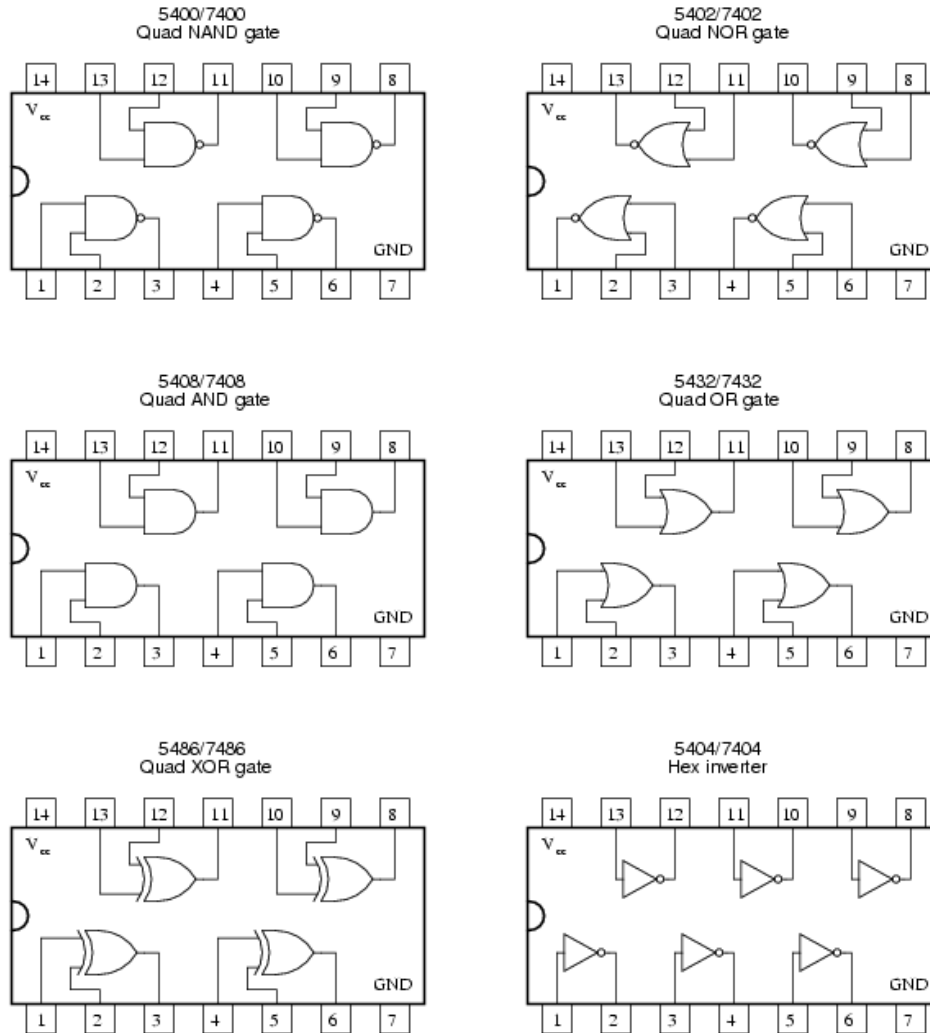 5400/7400
Quad NAND gate
14 13 12 11 10 9 8
Vcc
GND
1 2 3 4 5 6 7
5402/7402
Quad NOR gate
14 13 12 11 10 9 8
Vcc
GND
1 2 3 4 5 6 7
5408/7408
Quad AND gate
14 13 12 11 10 9 8
Vcc
GND
1 2 3 4 5 6 7
5432/7432
Quad OR gate
14 13 12 11 10 9 8
Vcc
GND
1 2 3 4 5 6 7
5486/7486
Quad XOR gate
14 13 12 11 10 9 8
Vcc
GND
1 2 3 4 5 6 7
5404/7404
Hex inverter
14 13 12 11 10 9 8
Vcc
GND
1 2 3 4 5 6 7